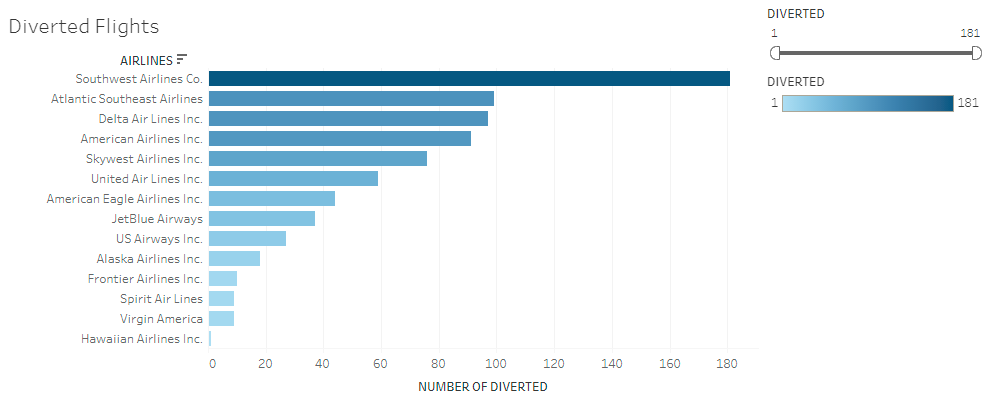 Diverted Flights
AIRLINES
Southwest Airlines Co.
Atlantic Southeast Airlines
Delta Air Lines Inc.
American Airlines Inc.
Skywest Airlines Inc.
United Air Lines Inc.
American Eagle Airlines Inc.
JetBlue Airways
US Airways Inc.
Alaska Airlines Inc.
Frontier Airlines Inc.
Spirit Air Lines
Virgin America
Hawaiian Airlines Inc.
0 20 40 60 80 100 120 140 160 180
NUMBER OF DIVERTED
DIVERTED
1 181
DIVERTED
1 181